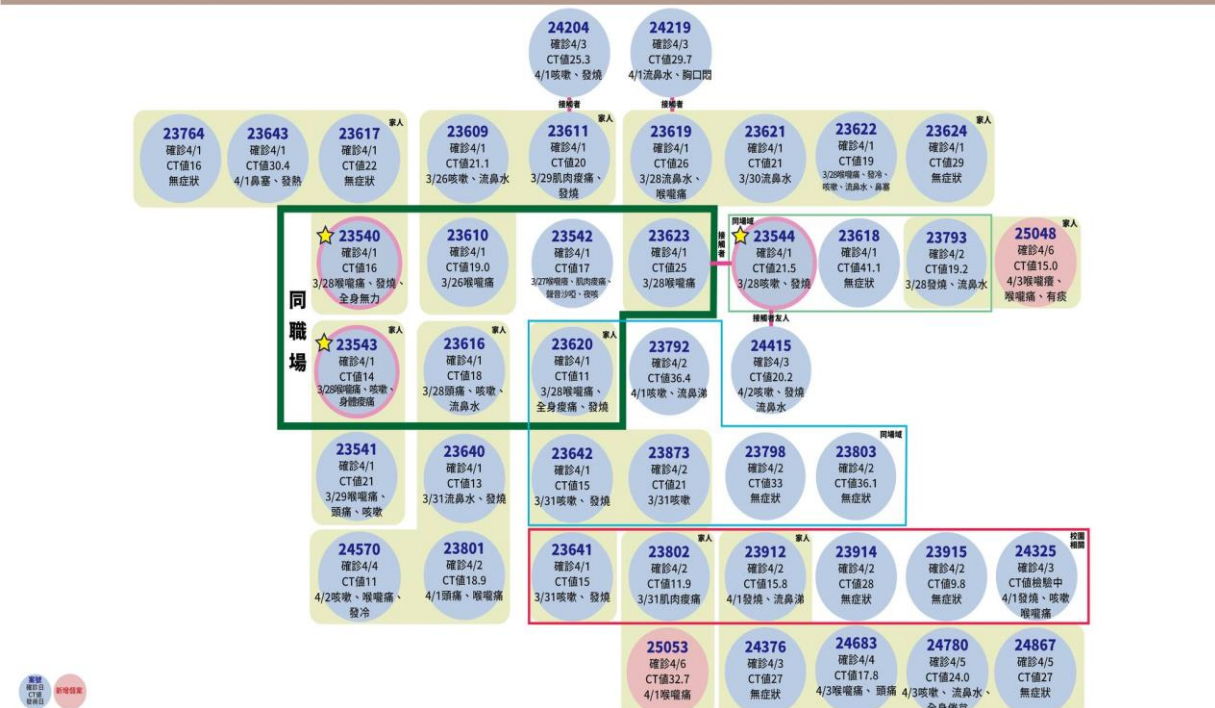 24204
確診4/3
CT值25.3
4/1咳嗽、發燒
24219
確診4/3
CT值29.7
4/1流鼻水、胸口悶
接觸者
接觸者
23764
確診4/1
CT值16
無症狀
23643
確診4/1
CT值30.4
4/1鼻塞、發熱
家人
23617
確診4/1
CT值22
無症狀
23609
確診4/1
CT值21.1
3/26咳嗽、流鼻水
家人
23611
確診4/1
CT值20
3/29肌肉痠痛、
發燒
23619
確診4/1
CT值26
3/28流鼻水、
喉嚨痛
23621
確診4/1
CT值21
3/30流鼻水
23622
確診4/1
CT值19
3/28喉嚨痛、發冷、
咳嗽、流鼻水、鼻塞
家人
23624
確診4/1
CT值29
無症狀
同職場
23540
確診4/1
CT值16
3/28喉嚨痛、發燒、
全身無力
23610
確診4/1
CT值19.0
3/26喉嚨痛
23542
確診4/1
CT值17
3/27喉嚨癢、肌肉痠痛、
聲音沙啞、夜咳
23623
確診4/1
CT值25
3/28喉嚨痛
接觸者
同場域
23544
確診4/1
CT值21.5
3/28咳嗽、發燒
23618
確診4/1
CT值41.1
無症狀
23793
確診4/2
CT值19.2
3/28發燒、流鼻水
家人
25048
確診4/6
CT值15.0
4/3喉嚨癢、
喉嚨痛、有痰
接觸者友人
家人
23543
確診4/1
CT值14
3/28喉嚨痛、咳嗽、
身體痠痛
家人
23616
確診4/1
CT值18
3/28頭痛、咳嗽、
流鼻水
家人
23620
確診4/1
CT值11
3/28喉嚨痛、
全身痠痛、發燒
23792
確診4/2
CT值36.4
4/1咳嗽、流鼻涕
24415
確診4/3
CT值20.2
4/2咳嗽、發燒
流鼻水
23541
確診4/1
CT值21
3/29喉嚨痛、
頭痛、咳嗽
23640
確診4/1
CT值13
3/31流鼻水、發燒
23642
確診4/1
CT值15
3/31咳嗽、發燒
23873
確診4/2
CT值21
3/31咳嗽
23798
確診4/2
CT值33
無症狀
同場域
23803
確診4/2
CT值36.1
無症狀
24570
確診4/4
CT值11
4/2咳嗽、喉嚨痛、
發冷
23801
確診4/2
CT值18.9
4/1頭痛、喉嚨痛
23641
確診4/1
CT值15
3/31咳嗽、發燒
家人
23802
確診4/2
CT值11.9
3/31肌肉痠痛
家人
23912
確診4/2
CT值15.8
4/1發燒、流鼻涕
23914
確診4/2
CT值28
無症狀
23915
確診4/2
CT值9.8
無症狀
校園
相關
24325
確診4/3
CT值檢驗中
4/1發燒、咳嗽
喉嚨痛
25053
確診4/6
CT值32.7
4/1喉嚨痛
24376
確診4/3
CT值27
無症狀
24683
確診4/4
CT值17.8
4/3喉嚨痛、頭痛
24780
確診4/5
CT值24.0
4/3咳嗽、流鼻水、
24867
確診4/5
CT值27
無症狀
案號
確診日
CT值
發病日
新增個案